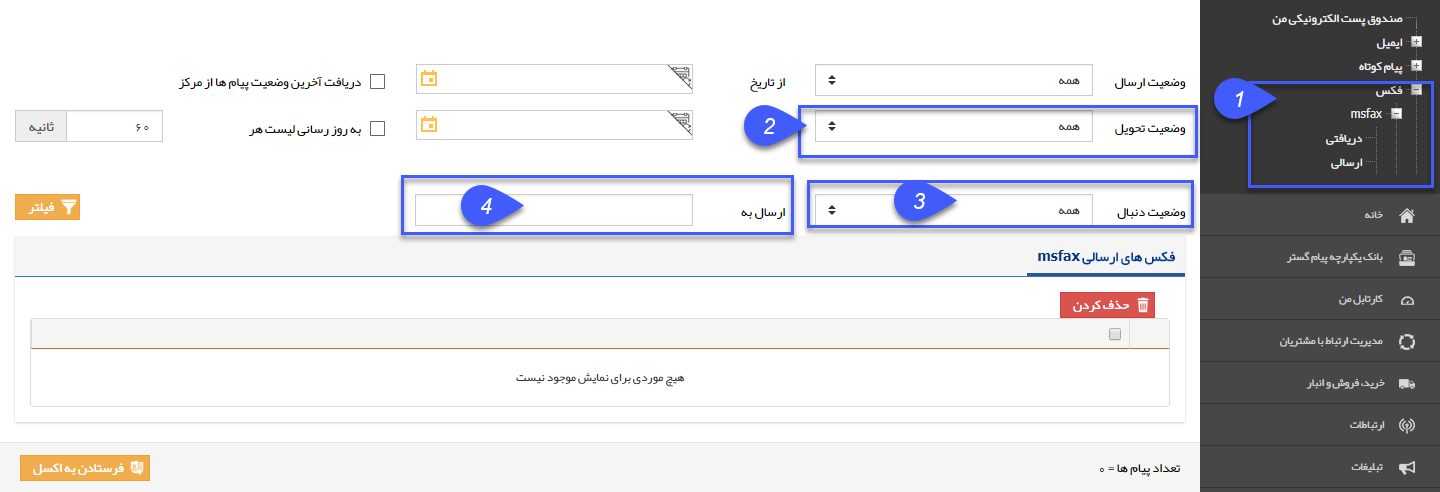 صندوق پست الکترونیکی من
ایمیل
پیام کوتاه
فکس
1
msfax
دریافتی
ارسالی
خانه
بانک یکپارچه پیام گستر
کارتابل من
مدیریت ارتباط با مشتریان
خرید، فروش و انبار
ارتباطات
تبلیغات
وضعیت ارسال همه از تاریخ دریافت آخرین وضعیت پیام ها از مرکز
وضعیت تحویل همه 2 به روز رسانی لیست هر ۶۰ ثانیه
وضعیت دنبال 3 همه ارسال به 4 فیلتر
فکس های ارسالی msfax
حذف کردن
هیچ موردی برای نمایش موجود نیست
تعداد پیام ها = ۰ فرستادن به اکسل